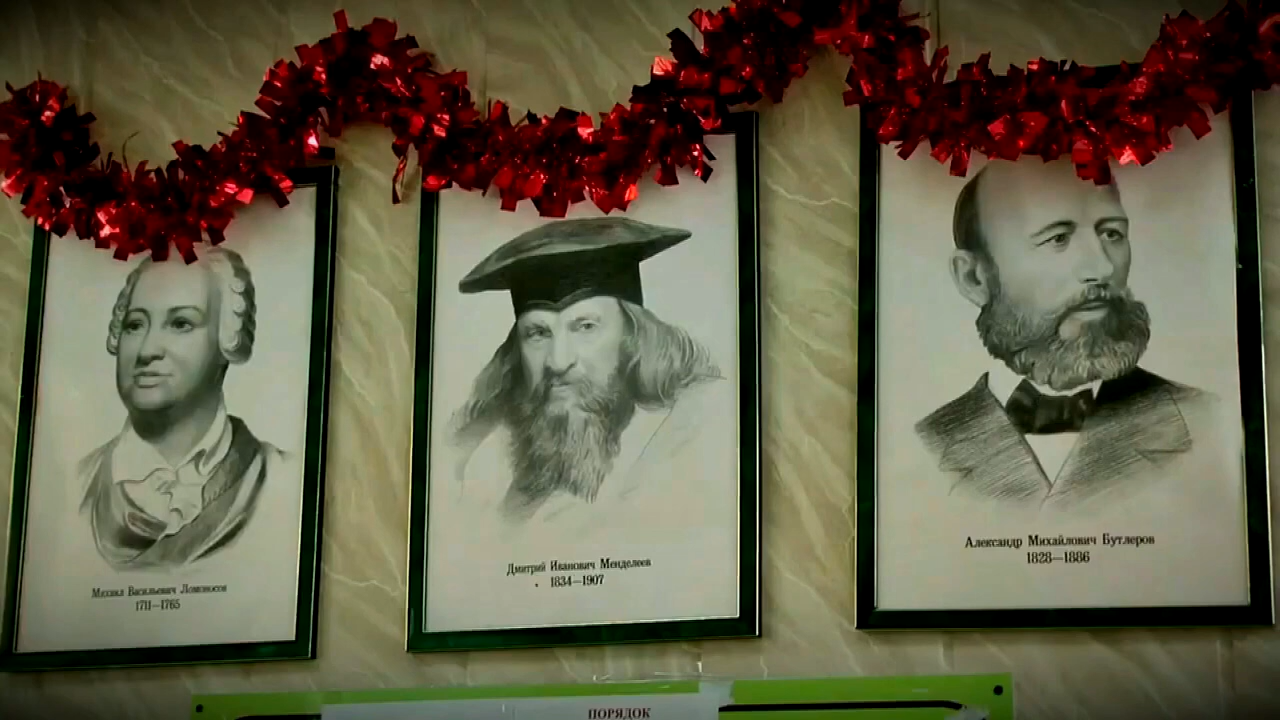 Михаил Васильевич Ломоносов
1711—1765
Дмитрий Иванович Менделеев
1834—1907
Александр Михайлович Бутлеров
1828—1886
ПОРЯДОК